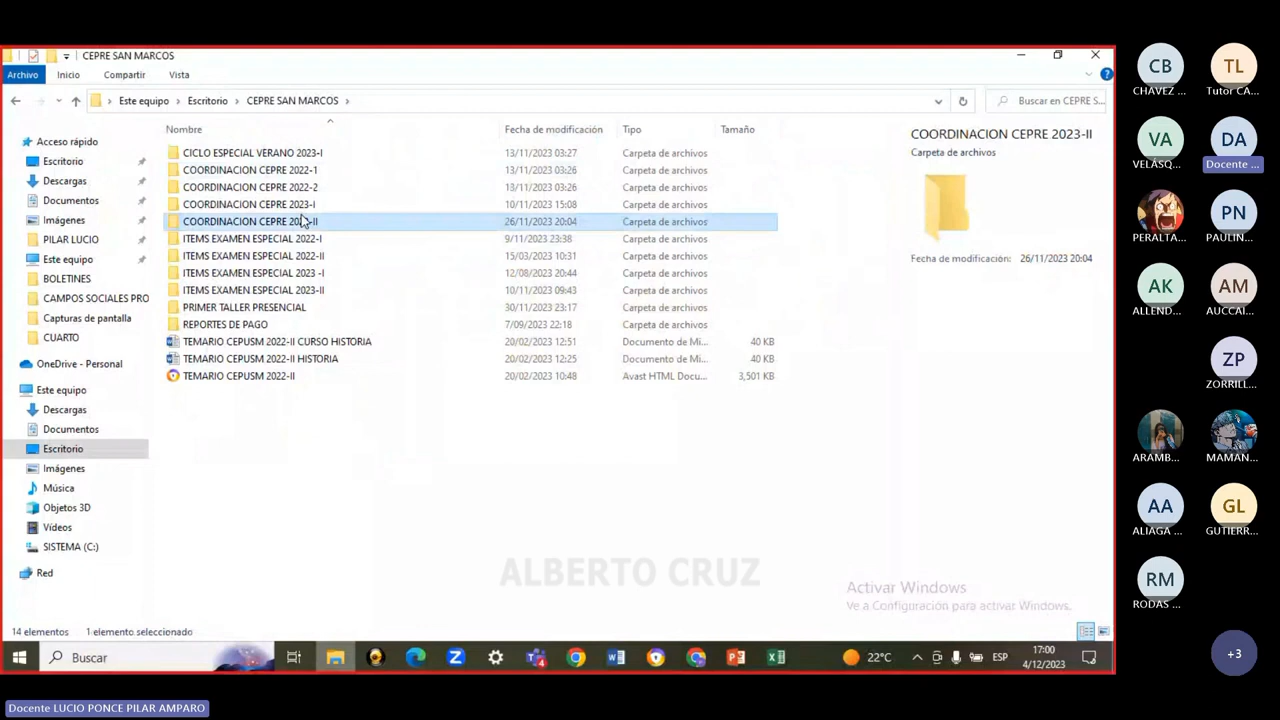 CEPRE SAN MARCOS
Archivo Inicio Compartir Vista
Este equipo Escritorio CEPRE SAN MARCOS
Buscar en CEPRE S...
Nombre Fecha de modificación Tipo Tamaño
CICLO ESPECIAL VERANO 2023-I 13/11/2023 03:27 Carpeta de archivos
COORDINACION CEPRE 2022-1 13/11/2023 03:26 Carpeta de archivos
COORDINACION CEPRE 2022-2 13/11/2023 03:26 Carpeta de archivos
COORDINACION CEPRE 2023-I 10/11/2023 15:08 Carpeta de archivos
COORDINACION CEPRE 2023-II 26/11/2023 20:04 Carpeta de archivos
ITEMS EXAMEN ESPECIAL 2022-I 9/11/2023 23:38 Carpeta de archivos
ITEMS EXAMEN ESPECIAL 2022-II 15/03/2023 10:31 Carpeta de archivos
ITEMS EXAMEN ESPECIAL 2023 -I 12/08/2023 20:44 Carpeta de archivos
ITEMS EXAMEN ESPECIAL 2023-II 10/11/2023 09:43 Carpeta de archivos
PRIMER TALLER PRESENCIAL 30/11/2023 23:17 Carpeta de archivos
REPORTES DE PAGO 7/09/2023 22:18 Carpeta de archivos
TEMARIO CEPUSM 2022-II CURSO HISTORIA 20/02/2023 12:51 Documento de Mi... 40 KB
TEMARIO CEPUSM 2022-II HISTORIA 20/02/2023 12:25 Documento de Mi... 40 KB
TEMARIO CEPUSM 2022-II 20/02/2023 10:48 Avast HTML Docu... 3,501 KB
Acceso rápido
Escritorio
Descargas
Documentos
Imágenes
PILAR LUCIO
Este equipo
BOLETINES
CAMPOS SOCIALES PRO
Capturas de pantalla
CUARTO
OneDrive - Personal
Este equipo
Descargas
Documentos
Escritorio
Imágenes
Música
Objetos 3D
Vídeos
SISTEMA (C:)
Red
COORDINACION CEPRE 2023-II
Carpeta de archivos
Fecha de modificación: 26/11/2023 20:04
ALBERTO CRUZ
Activar Windows
Ve a Configuración para activar Windows.
14 elementos 1 elemento seleccionado
Buscar
4
22°C
ESP
17:00
4/12/2023
CB
CHÁVEZ ...
TL
Tutor CA...
VA
VELÁSQ...
DA
Docente ...
PERALTA...
PN
PAULIN...
AK
ALLEND...
AM
AUCCAI...
ZP
ZORRILL...
ARAMB...
MAMAN...
AA
ALIAGA ...
GL
GUTIERR...
RM
RODAS ...
+3
Docente LUCIO PONCE PILAR AMPARO